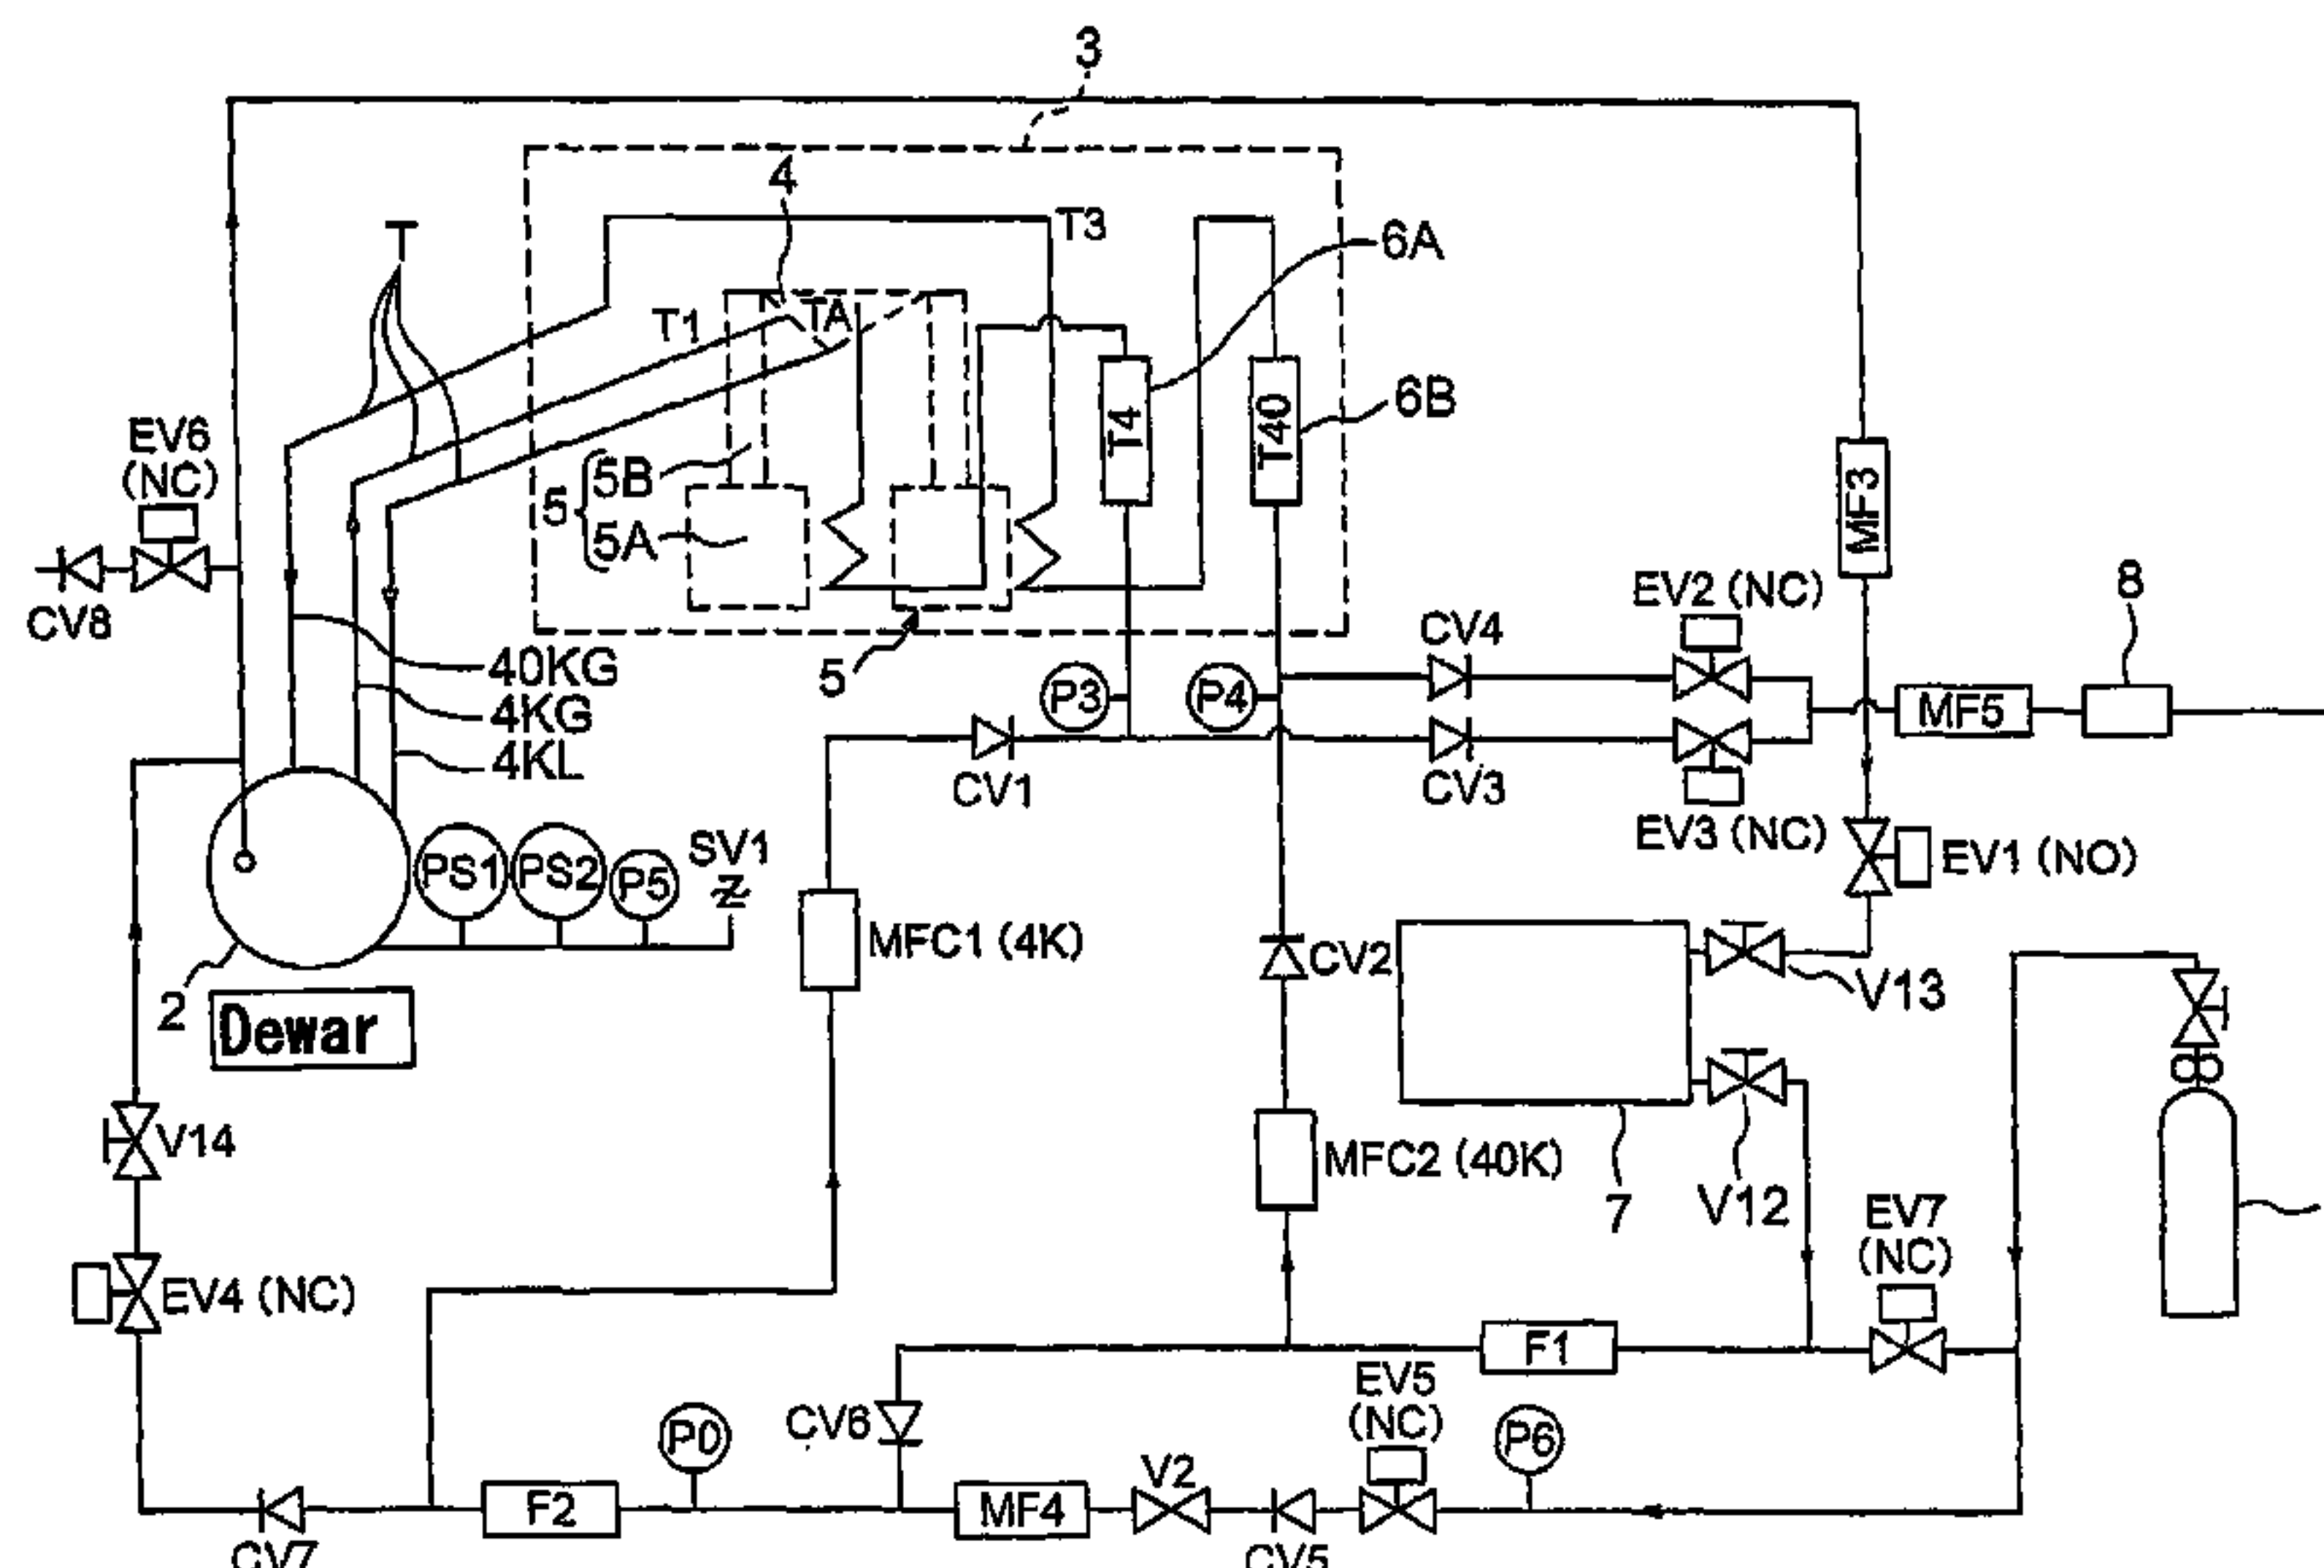 3
4
T3
6A
T
T1
TA
EV6
(NC)
T4
T40
6B
5
5B
5A
MF3
CV8
EV2 (NC)
8
CV4
40KG
5
P3
P4
MF5
4KG
4KL
CV1
CV3
EV3 (NC)
PS1
PS2
P5
SV1
EV1 (NO)
MFC1 (4K)
CV2
V13
2
Dewar
V14
MFC2 (40K)
7
V12
EV7
(NC)
EV4 (NC)
F1
EV5
(NC)
CV6
P0
P6
V2
F2
MF4
CV7
CV5